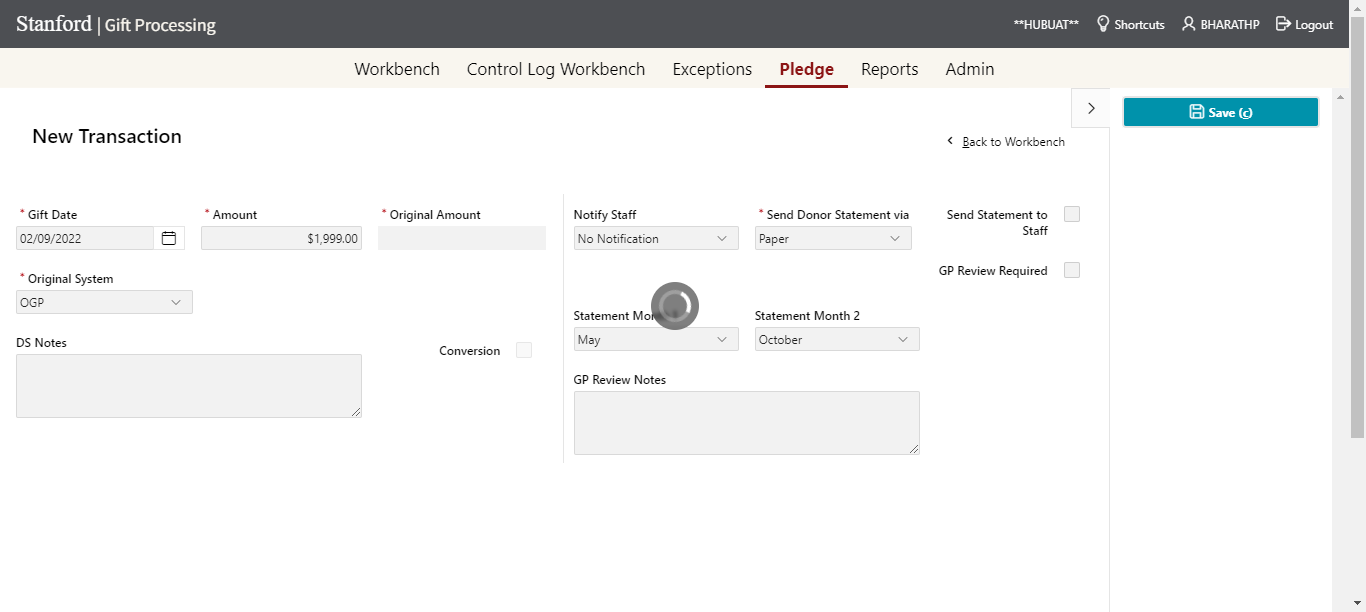 Stanford | Gift Processing
**HUBUAT** Shortcuts BHARATHP Logout
Workbench Control Log Workbench Exceptions Pledge Reports Admin
Save (c)
New Transaction
Back to Workbench
* Gift Date * Amount * Original Amount Notify Staff * Send Donor Statement via Send Statement to
Staff
02/09/2022 $1,999.00 No Notification Paper
* Original System GP Review Required
OGP
Statement Statement Month 2
DS Notes Conversion May October
GP Review Notes